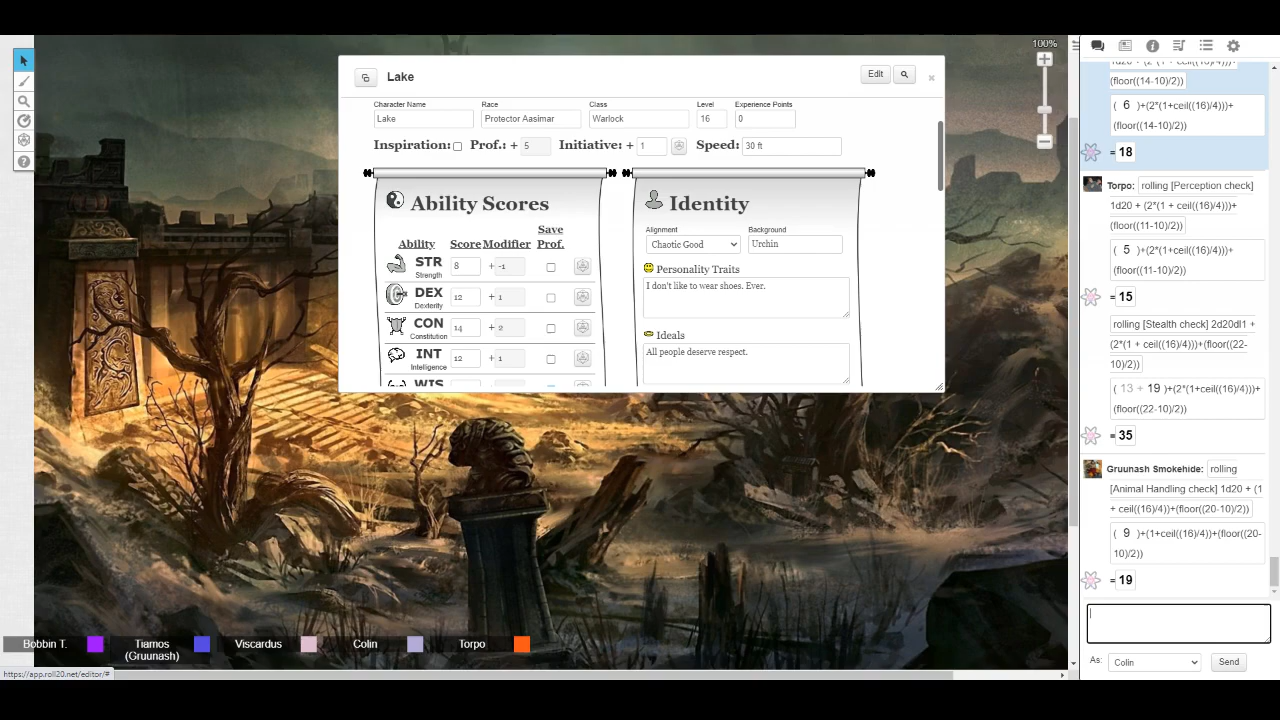 100%
Lake
Edit
Character Name
Race
Class
Level
Experience Points
Lake
Protector Aasimar
Warlock
16
0
Inspiration:
Prof.: + 5
Initiative: + 1
Speed: 30 ft
Ability Scores
Save
Ability Score Modifier Prof.
STR
Strength
8
+ -1
DEX
Dexterity
12
+ 1
CON
Constitution
14
+ 2
INT
Intelligence
12
+ 1
WIS
Identity
Alignment
Background
Chaotic Good
Urchin
Personality Traits
I don't like to wear shoes. Ever.
Ideals
All people deserve respect.
1d20 + (2*(1+ceil((16)/4)))+
(floor((14-10)/2))
( 6 )+(2*(1+ceil((16)/4)))+
(floor((14-10)/2))
= 18
Torpo: rolling [Perception check]
1d20 + (2*(1 + ceil((16)/4)))+
(floor((11-10)/2))
( 5 )+(2*(1+ceil((16)/4)))+
(floor((11-10)/2))
= 15
rolling [Stealth check] 2d20dl1 +
(2*(1 + ceil((16)/4)))+(floor((22-
10)/2))
( 13 + 19 )+(2*(1+ceil((16)/4)))+
(floor((22-10)/2))
= 35
Gruunash Smokehide: rolling
[Animal Handling check] 1d20 + (1
+ ceil((16)/4))+(floor((20-10)/2))
( 9 )+(1+ceil((16)/4))+(floor((20-
10)/2))
= 19
As: Colin
Send
Bobbin T.
Tiamos
(Gruunash)
Viscardus
Colin
Torpo
https://app.roll20.net/editor/#